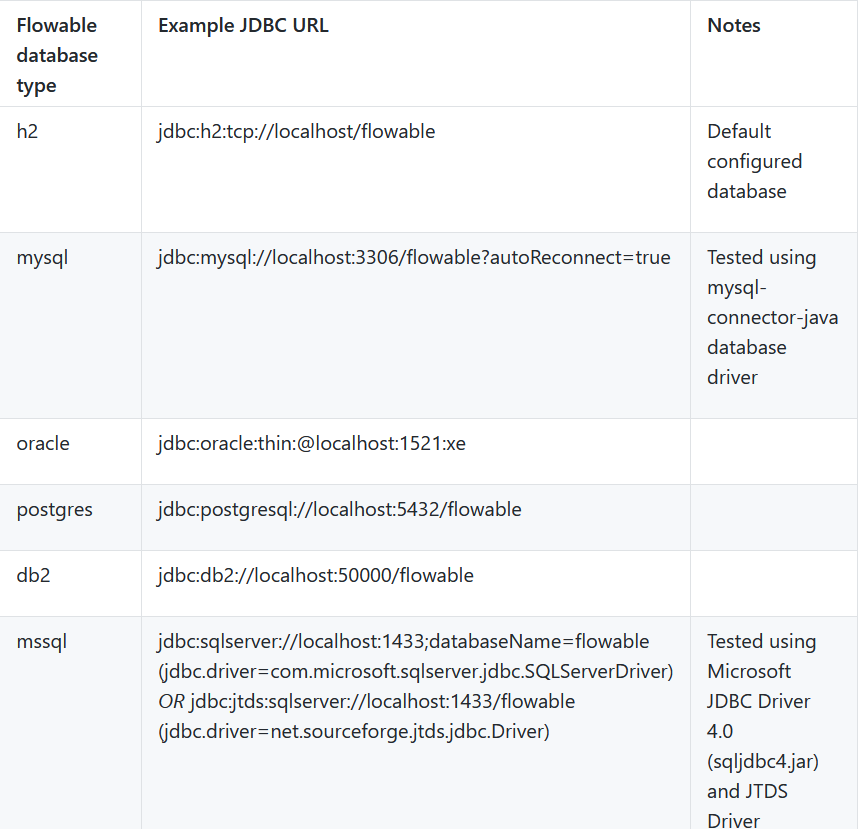 Flowable
database
type
Example JDBC URL
Notes
h2
jdbc:h2:tcp://localhost/flowable
Default
configured
database
mysql
jdbc:mysql://localhost:3306/flowable?autoReconnect=true
Tested using
mysql-
connector-java
database
driver
oracle
jdbc:oracle:thin:@localhost:1521:xe
postgres
jdbc:postgresql://localhost:5432/flowable
db2
jdbc:db2://localhost:50000/flowable
mssql
jdbc:sqlserver://localhost:1433;databaseName=flowable
(jdbc.driver=com.microsoft.sqlserver.jdbc.SQLServerDriver)
OR jdbc:jtds:sqlserver://localhost:1433/flowable
(jdbc.driver=net.sourceforge.jtds.jdbc.Driver)
Tested using
Microsoft
JDBC Driver
4.0
(sqljdbc4.jar)
and JTDS
Driver